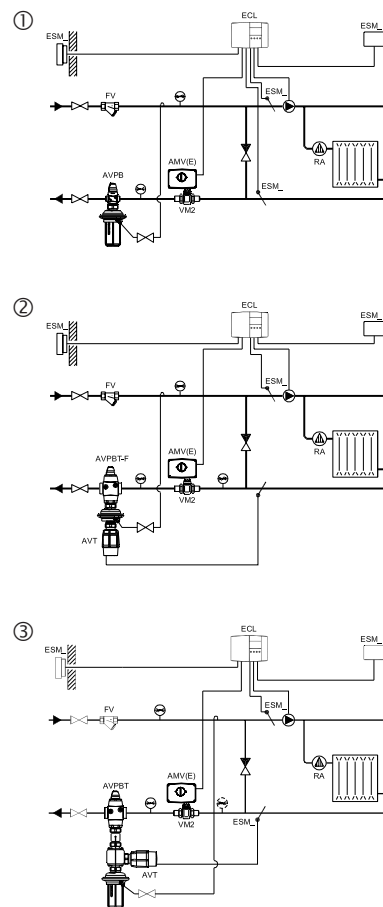 ①
ECL
ESM_
ESM_
FV
ESM_
AVPB
AMV(E)
RA
VM2
ESM_
②
ECL
ESM_
ESM_
FV
ESM_
AVPBT-F
AMV(E)
RA
VM2
AVT
③
ECL
ESM_
ESM_
FV
ESM_
AVPBT
AMV(E)
RA
VM2
ESM_
AVT